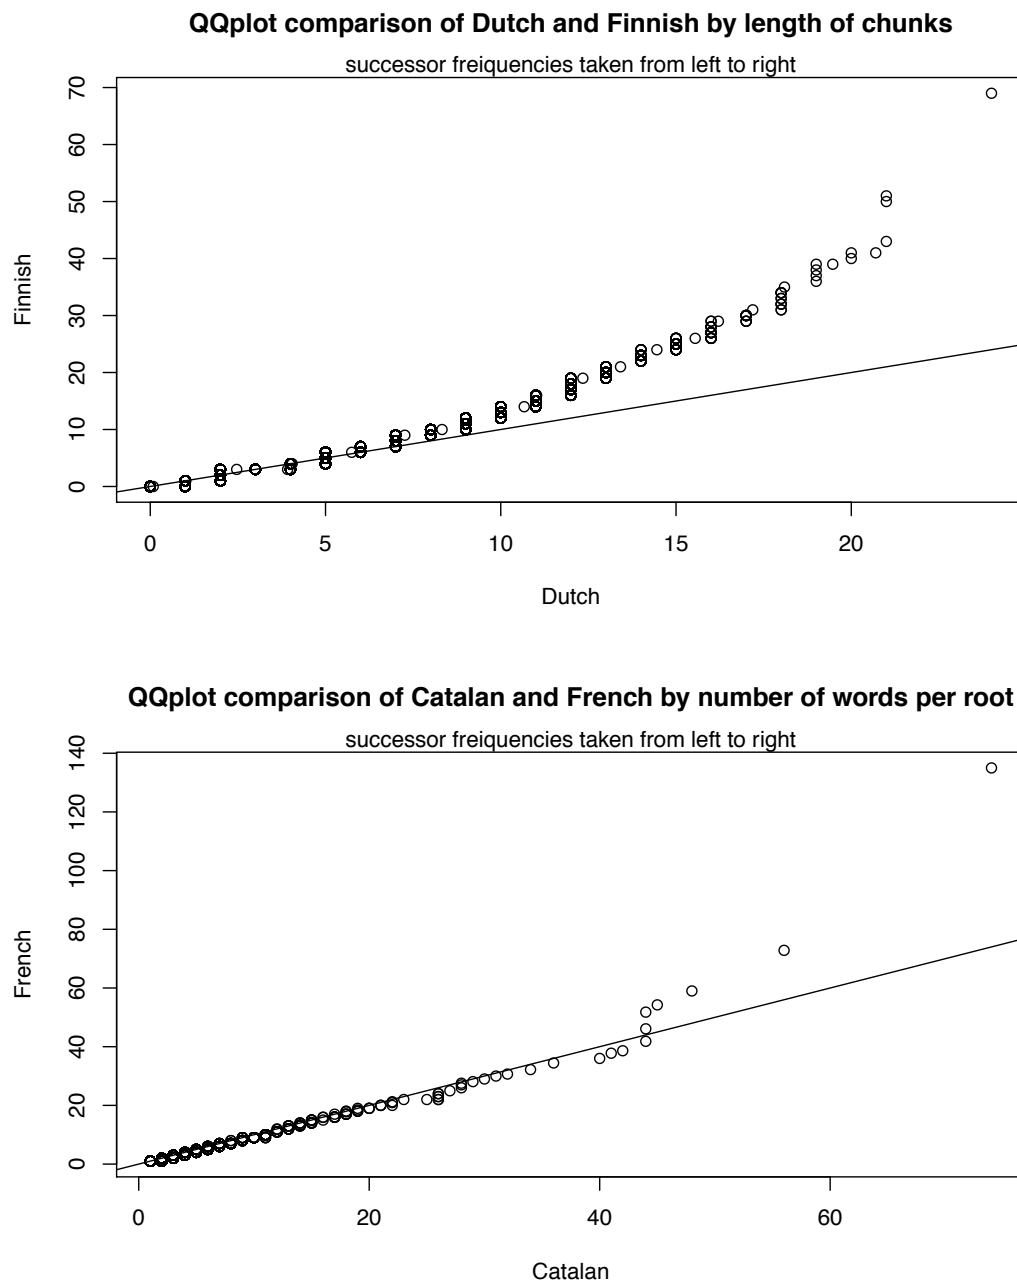 QQplot comparison of Dutch and Finnish by length of chunks
successor freiquencies taken from left to right
70
60
50
40
30
20
10
0
Finnish
0 5 10 15 20
Dutch
QQplot comparison of Catalan and French by number of words per root
successor freiquencies taken from left to right
140
120
100
80
60
40
20
0
French
0 20 40 60
Catalan